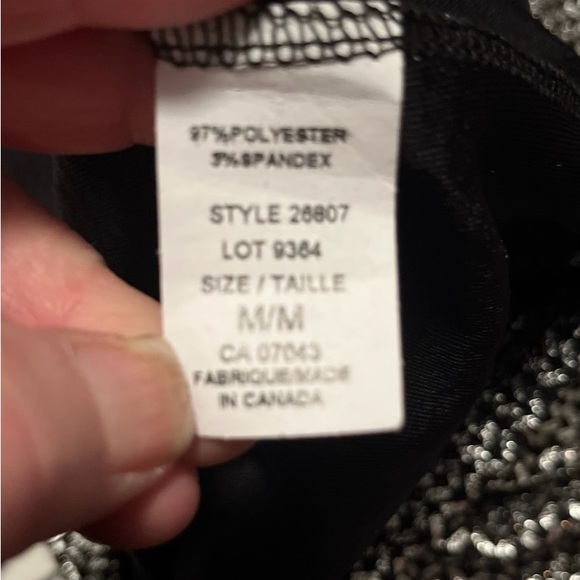 97%POLYESTER
3%SPANDEX
STYLE 26807
LOT 9364
SIZE / TAILLE
M/M
CA 07043
FABRIQUE/MADE
IN CANADA